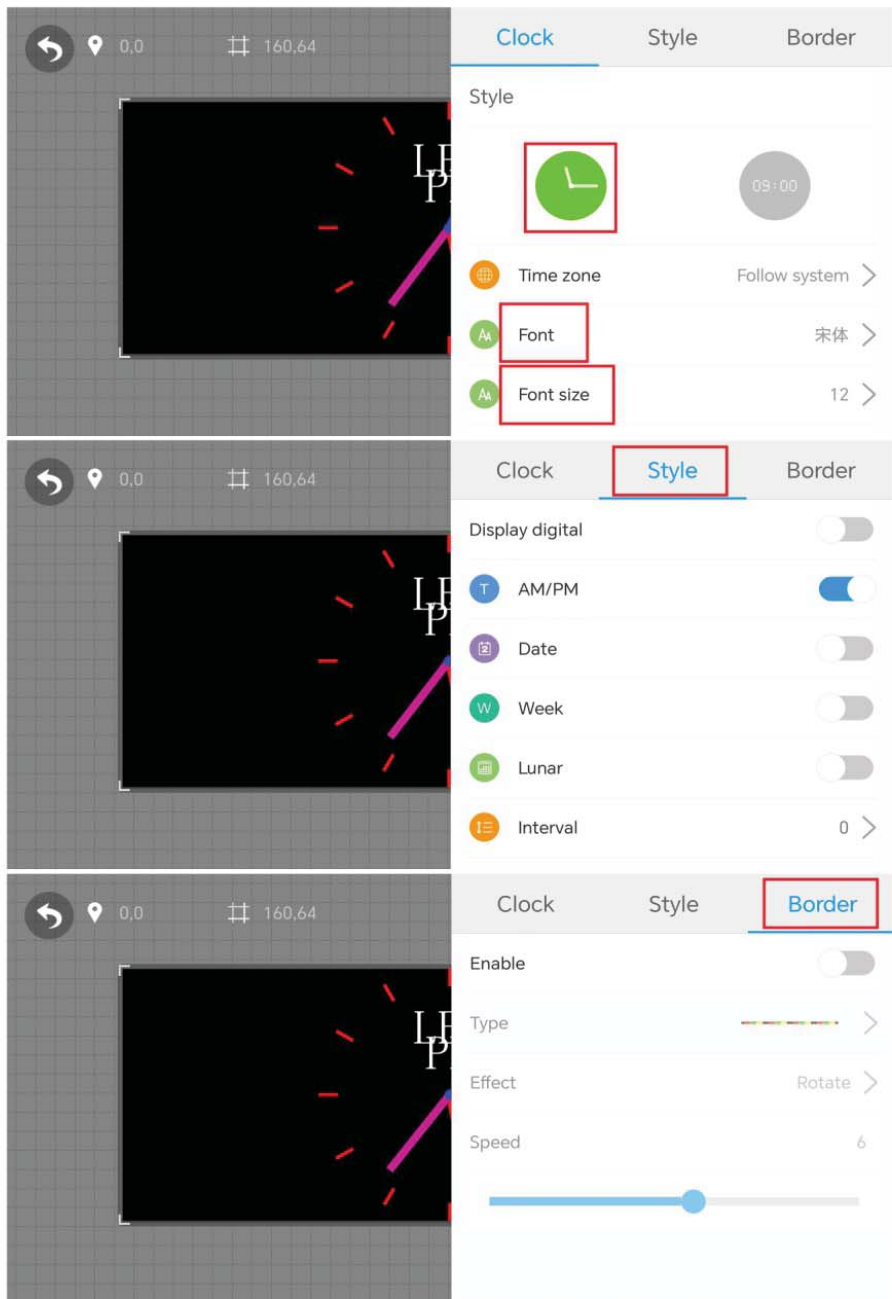 0,0 160,64
Clock Style Border
Style
09:00
Time zone Follow system
Font 宋体
Font size 12
0,0 160,64
Clock Style Border
Display digital
T AM/PM
2 Date
W Week
Lunar
Interval 0
0,0 160,64
Clock Style Border
Enable
Type
Effect Rotate
Speed 6